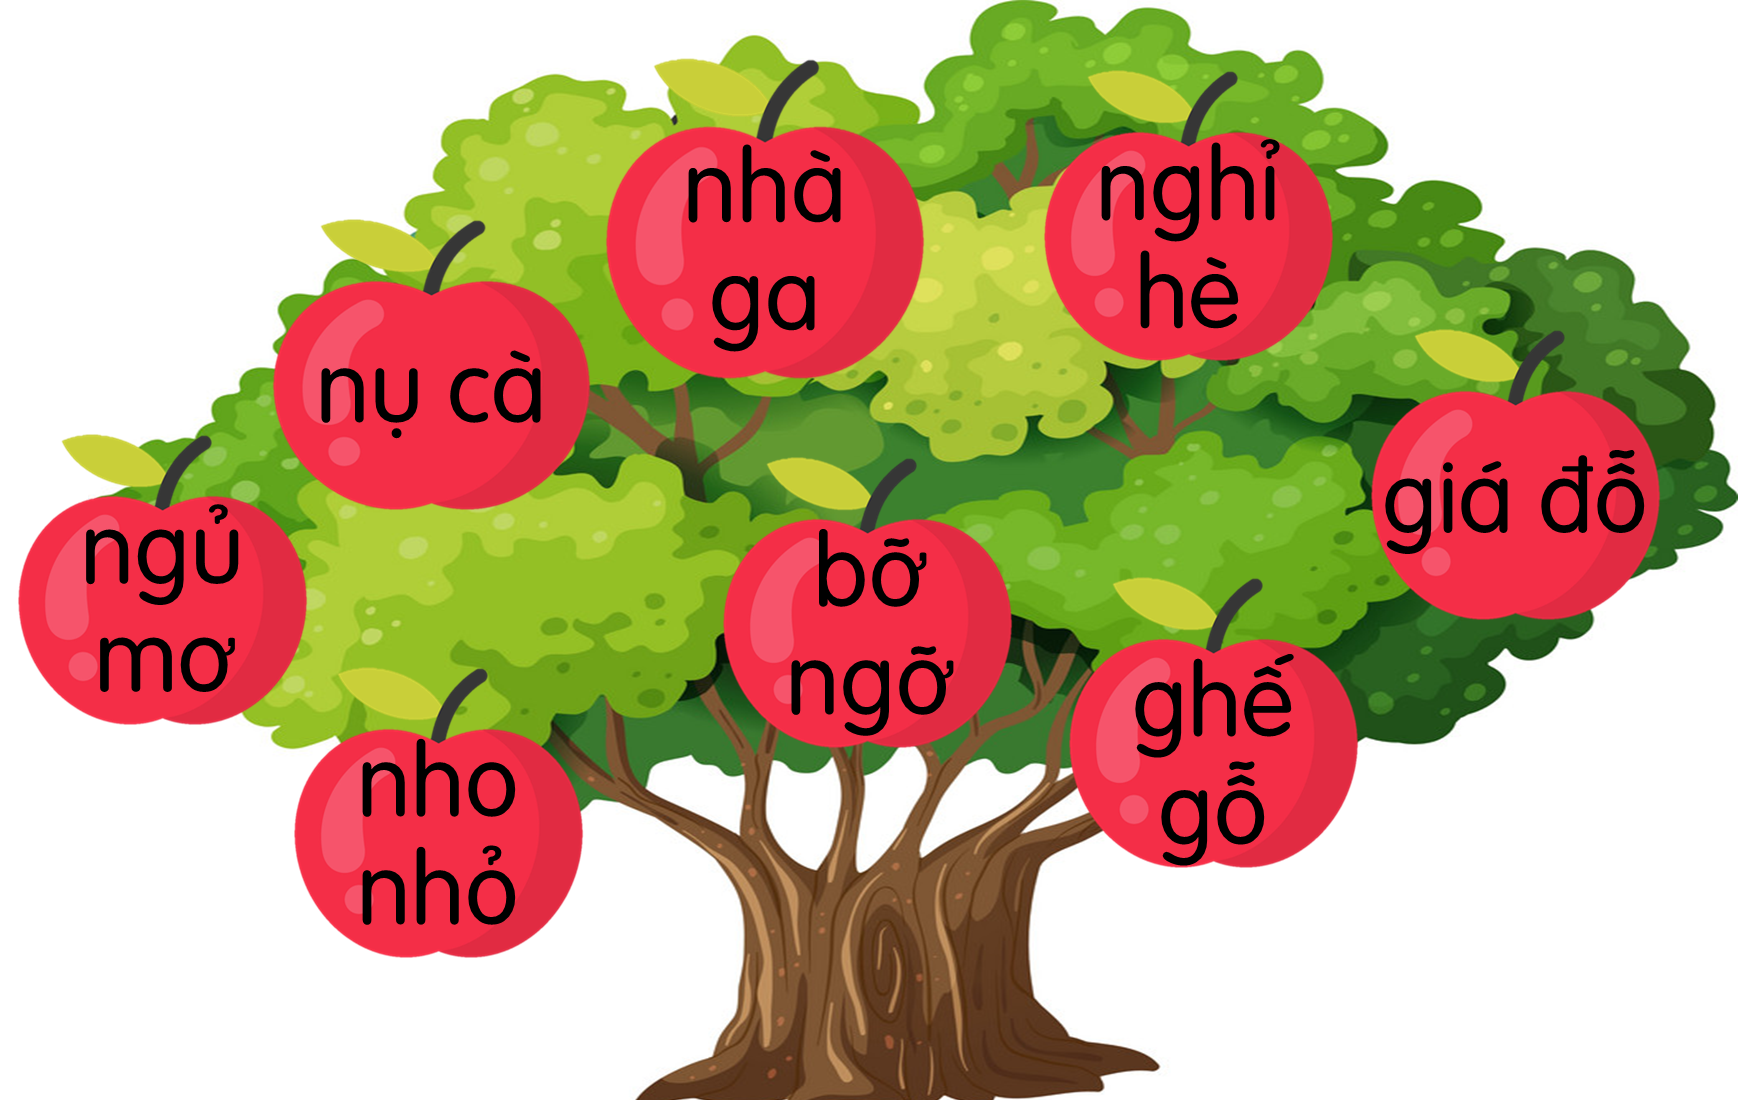 nhà
ga
nghỉ
hè
nụ cà
giá đỗ
ngủ
mơ
bỡ
ngỡ
ghế
gỗ
nho
nhỏ